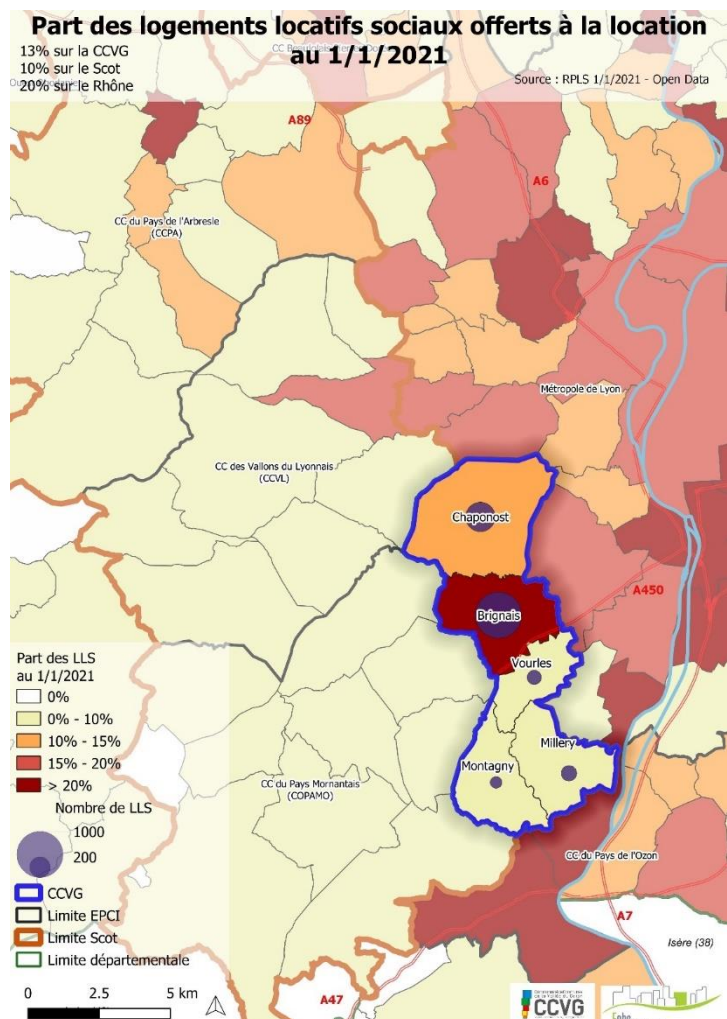 Part des logements locatifs sociaux offerts à la location
au 1/1/2021
13% sur la CCVG
10% sur le Scot
20% sur le Rhône
Source : RPLS 1/1/2021 - Open Data
A89
A6
CC du Pays de l'Arbresle
(CCPA)
Métropole de Lyon
CC des Vallons du Lyonnais
(CCVL)
Chaponost
A450
Brignais
Vourles
Millery
Montagny
CC du Pays Mornantais
(COPAMO)
CC du Pays de l'Ozon
A7
Isère (38)
A47
Part des LLS
au 1/1/2021
0%
0% - 10%
10% - 15%
15% - 20%
> 20%
Nombre de LLS
1000
200
CCVG
Limite EPCI
Limite Scot
Limite départementale
0 2.5 5 km
CCVG